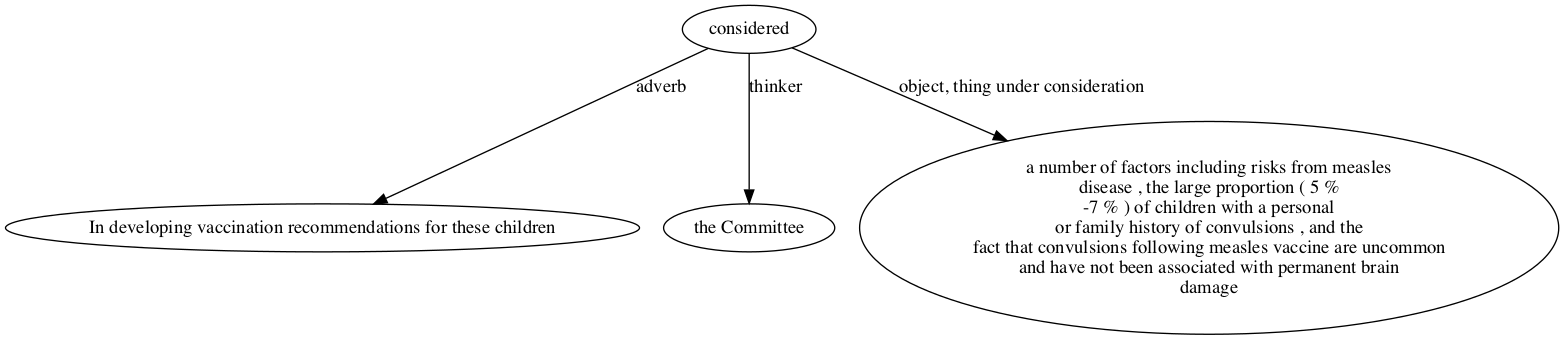 considered
adverb
thinker
object, thing under consideration
In developing vaccination recommendations for these children
the Committee
a number of factors including risks from measles
disease , the large proportion ( 5 %
-7 % ) of children with a personal
or family history of convulsions , and the
fact that convulsions following measles vaccine are uncommon
and have not been associated with permanent brain
damage